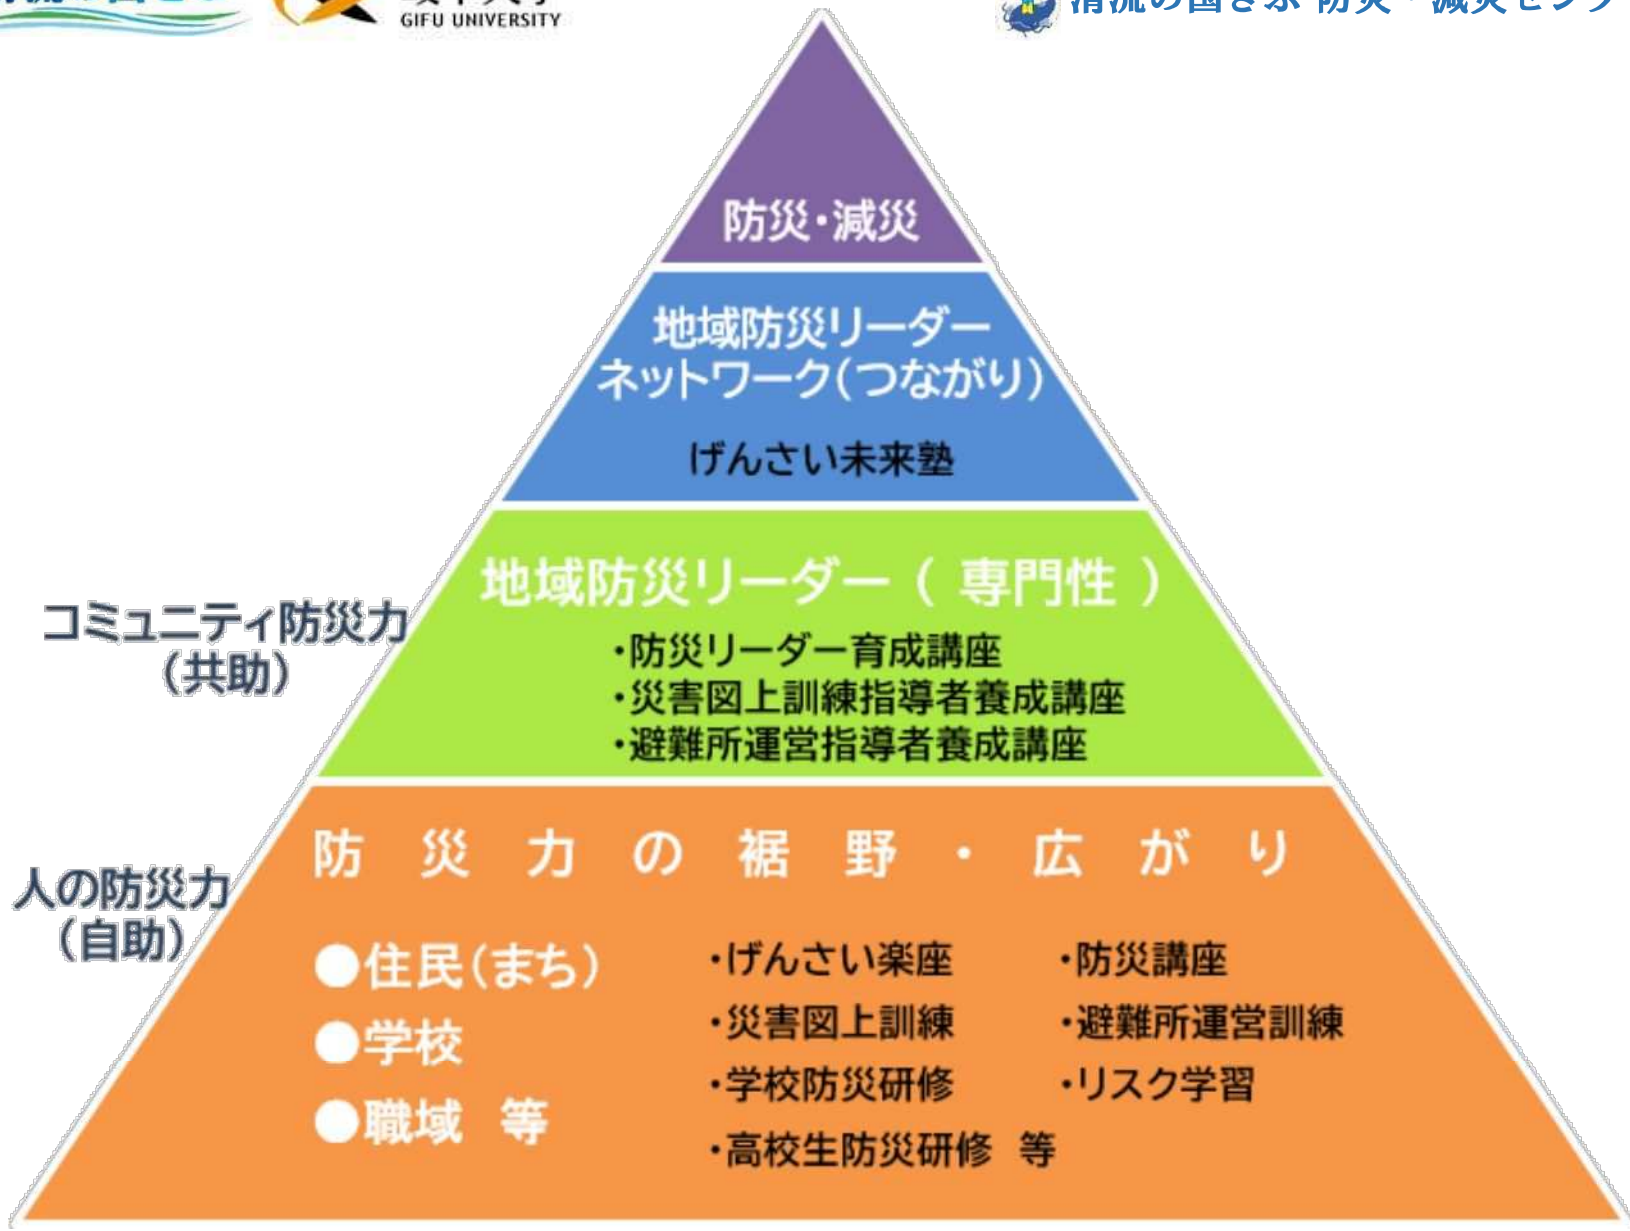 GIFU UNIVERSITY
防災・減災
地域防災リーダー
ネットワーク(つながり)
げんさい未来塾
地域防災リーダー( 専門性 )
・防災リーダー育成講座
・災害図上訓練指導者養成講座
・避難所運営指導者養成講座
コミュニティ防災力
(共助)
防災力の裾野・広がり
人の防災力
(自助)
●住民(まち)
●学校
●職域 等
・げんさい楽座
・災害図上訓練
・学校防災研修
・高校生防災研修 等
・防災講座
・避難所運営訓練
・リスク学習